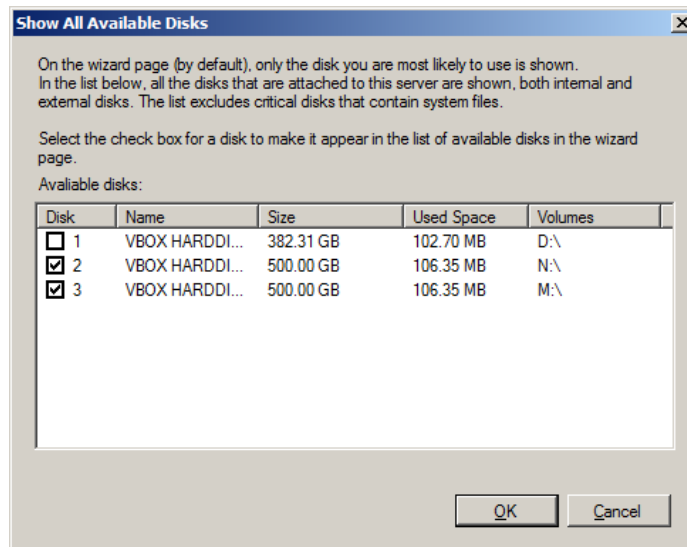 Show All Available Disks
On the wizard page (by default), only the disk you are most likely to use is shown.
In the list below, all the disks that are attached to this server are shown, both internal and
external disks. The list excludes critical disks that contain system files.
Select the check box for a disk to make it appear in the list of available disks in the wizard
page.
Avaliable disks:
Disk Name Size Used Space Volumes
1 VBOX HARDDI... 382.31 GB 102.70 MB D:\
2 VBOX HARDDI... 500.00 GB 106.35 MB N:\
3 VBOX HARDDI... 500.00 GB 106.35 MB M:\
OK Cancel